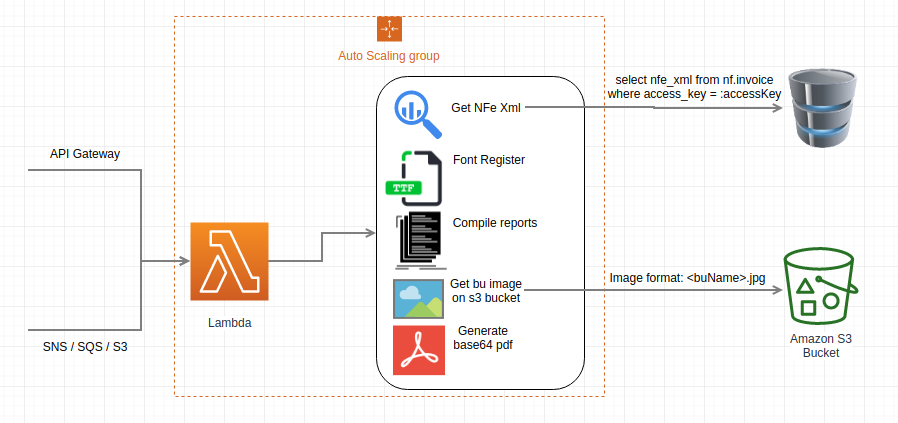 Auto Scaling group
select nfe_xml from nf.invoice
where access_key = :accessKey
Get NFe Xml
API Gateway
Font Register
TTF
Compile reports
Get bu image
on s3 bucket
Image format: <buName>.jpg
Lambda
Generate
base64 pdf
SNS / SQS / S3
Amazon S3
Bucket